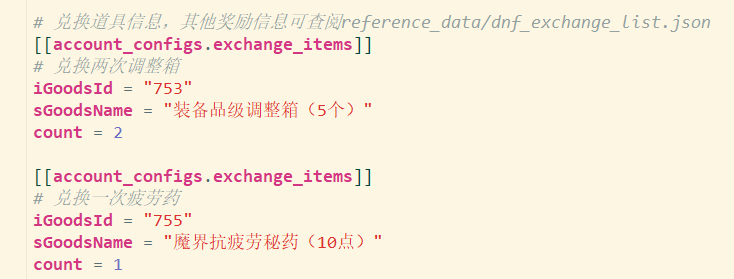 # 兑换道具信息，其他奖励信息可查阅reference_data/dnf_exchange_list.json
[[account_configs.exchange_items]]
# 兑换两次调整箱
iGoodsId = "753"
sGoodsName = "装备品级调整箱（5个）"
count = 2
[[account_configs.exchange_items]]
# 兑换一次疲劳药
iGoodsId = "755"
sGoodsName = "魔界抗疲劳秘药（10点）"
count = 1